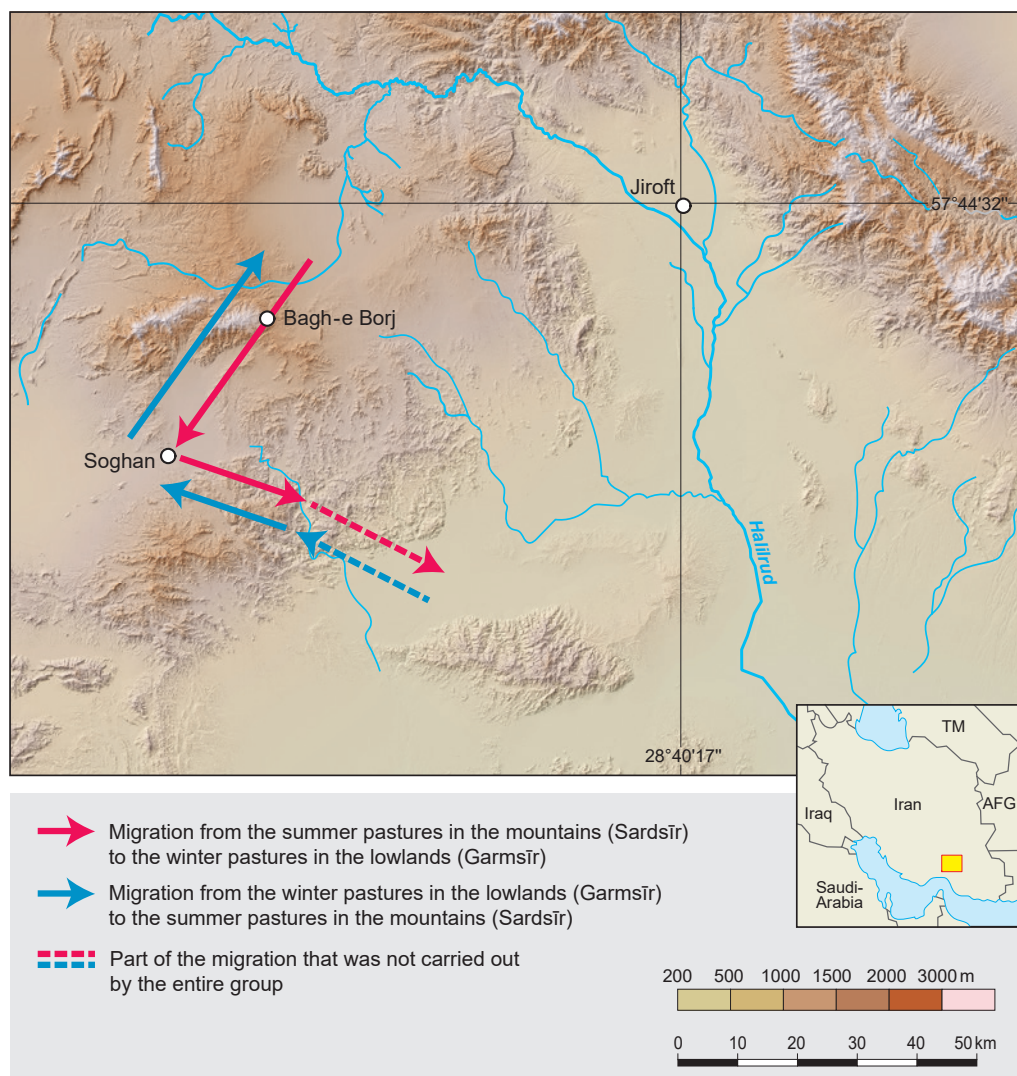 Jiroft
57°44'32"
Bagh-e Borj
Soghan
Halilrud
28°40'17"
TM
Iraq
Iran
AFG
Saudi-
Arabia
Migration from the summer pastures in the mountains (Sardsīr)
to the winter pastures in the lowlands (Garmsīr)
Migration from the winter pastures in the lowlands (Garmsīr)
to the summer pastures in the mountains (Sardsīr)
Part of the migration that was not carried out
by the entire group
200 500 1000 1500 2000 3000 m
0 10 20 30 40 50 km